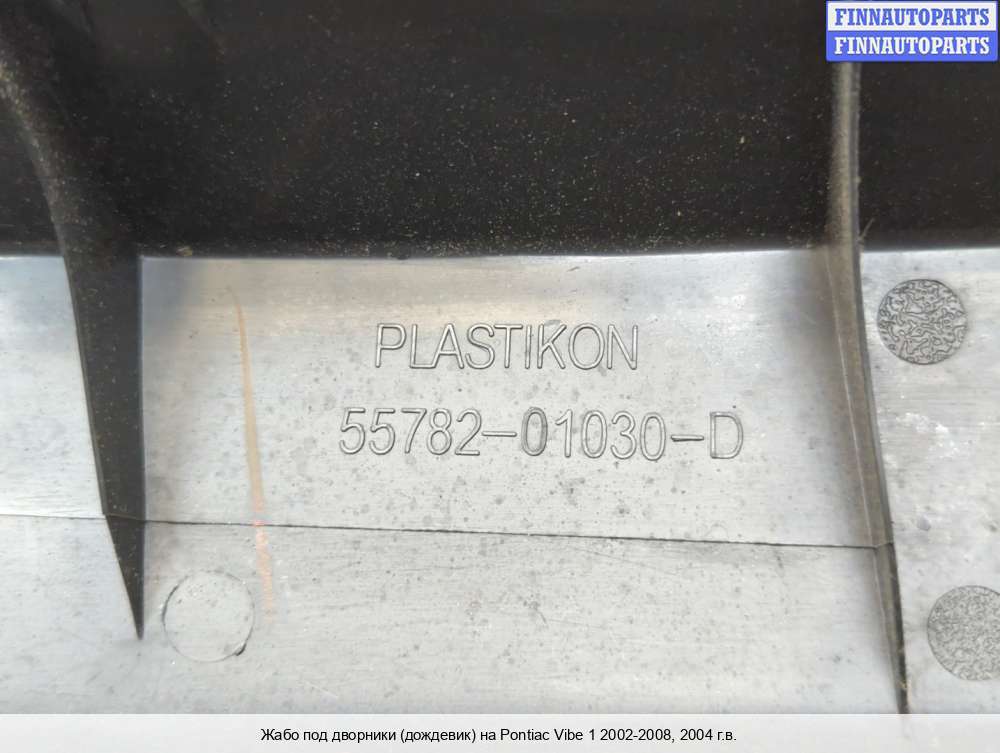 FINNAUTOPARTS
FINNAUTOPARTS
PLASTIKON
55782-01030-D
Жабо под дворники (дождевик) на Pontiac Vibe 1 2002-2008, 2004 г.в.